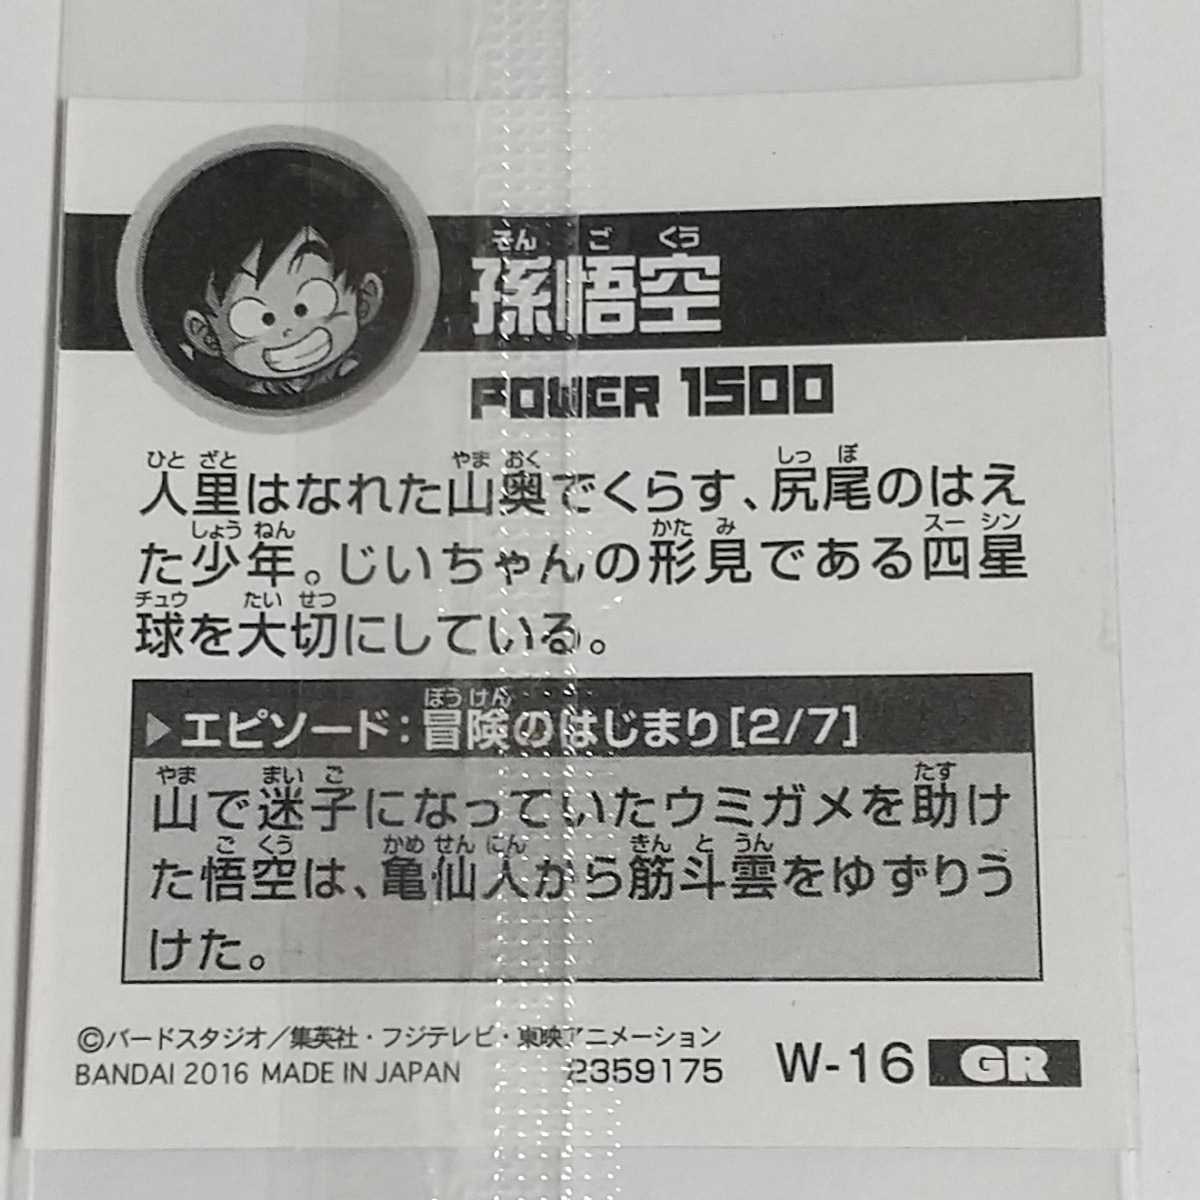 そん ご くう
孫悟空
POWER 1500
ひと ざと やま おく しっ ぽ
人里はなれた山奥でくらす、尻尾のはえ
しょう ねん かた み スー シン
た少年。じいちゃんの形見である四星
チュウ たい せつ
球を大切にしている。
ぼう けん
▶エピソード:冒険のはじまり[2/7]
やま まい ご たす
山で迷子になっていたウミガメを助け
ご くう かめ せん にん きん と うん
た悟空は、亀仙人から筋斗雲をゆずりう
けた。
©バードスタジオ/集英社・フジテレビ・東映アニメーション
BANDAI 2016 MADE IN JAPAN 2359175 W-16 GR